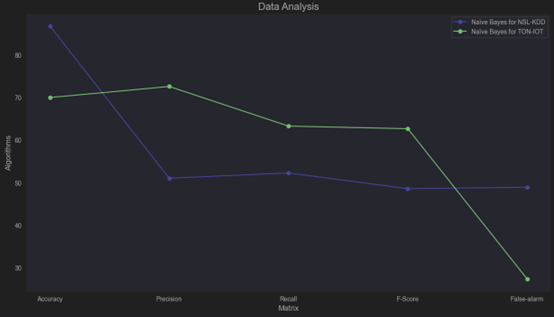 Data Analysis
Naive Bayes for NSL-KDD
Naive Bayes for TON-IOT
Algorithms
80
70
60
50
40
30
Accuracy
Precision
Recall
F-Score
False-alarm
Matrix